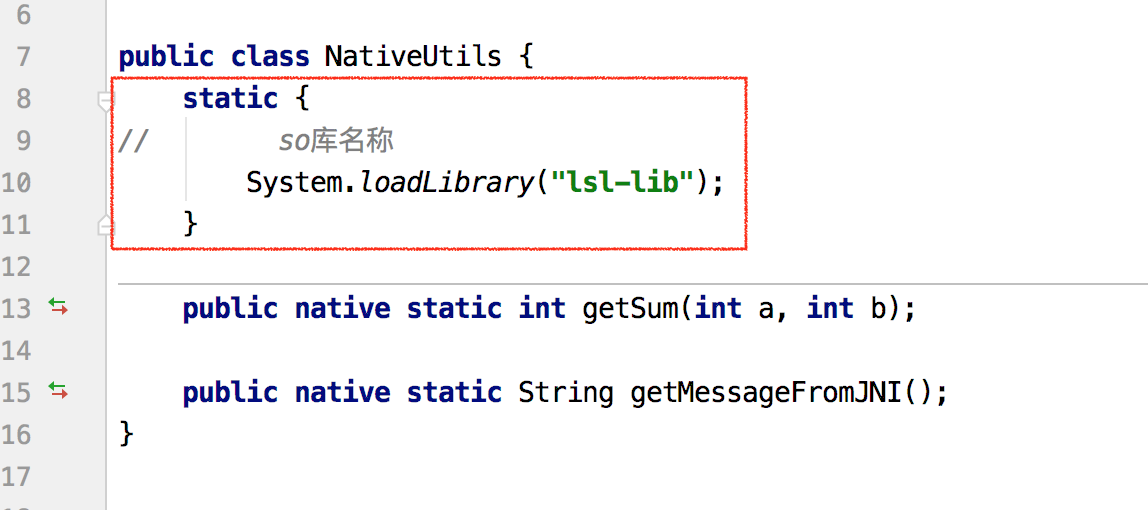 6
7 public class NativeUtils {
8 static {
9 // so库名称
10 System.loadLibrary("lsl-lib");
11 }
12
13 public native static int getSum(int a, int b);
14
15 public native static String getMessageFromJNI();
16 }
17